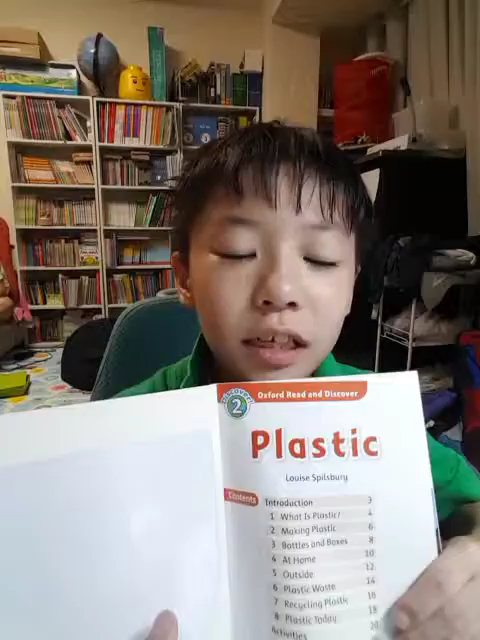 DISCOVER!
2
Oxford Read and Discover
Plastic
Louise Spilsbury
Contents
Introduction 3
1 What Is Plastic? 4
2 Making Plastic 6
3 Bottles and Boxes 8
4 At Home 10
5 Outside 12
6 Plastic Waste 14
7 Recycling Plastic 16
8 Plastic Today 18
Activities 20